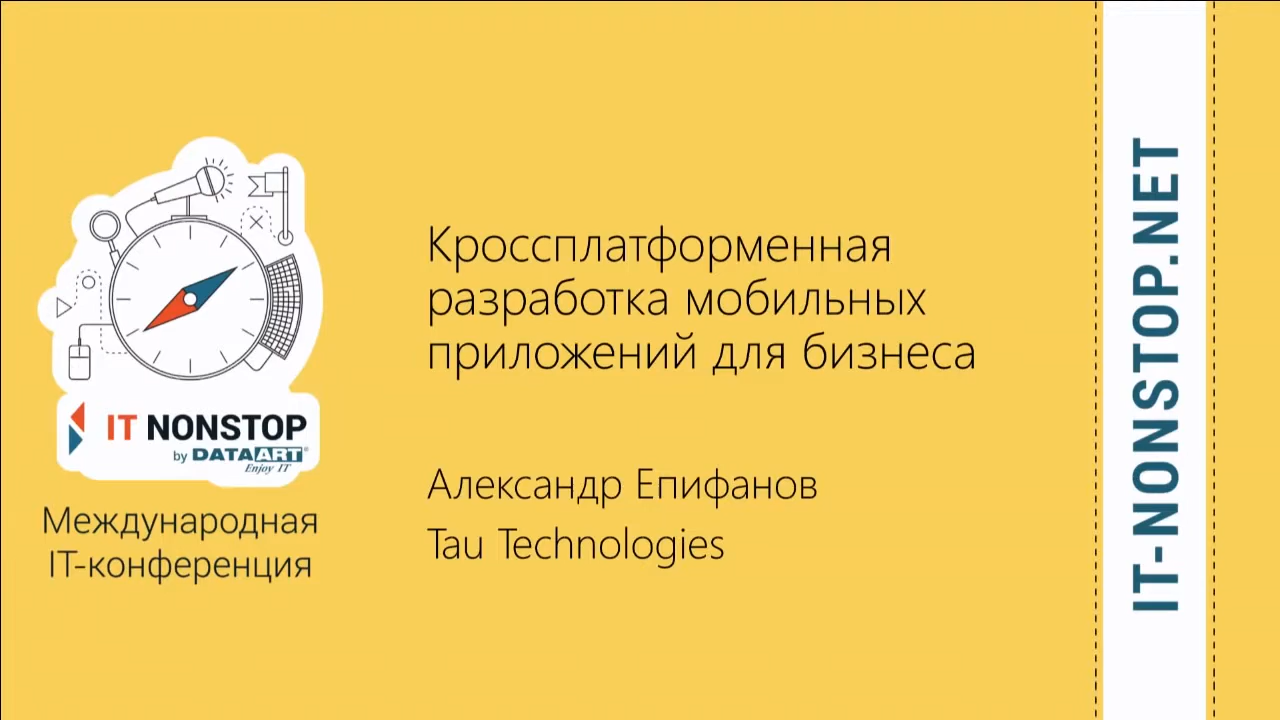 Кроссплатформенная
разработка мобильных
приложений для бизнеса
Александр Епифанов
Tau Technologies
IT NONSTOP
by DATAART®
Enjoy IT
Международная
IT-конференция
IT-NONSTOP.NET